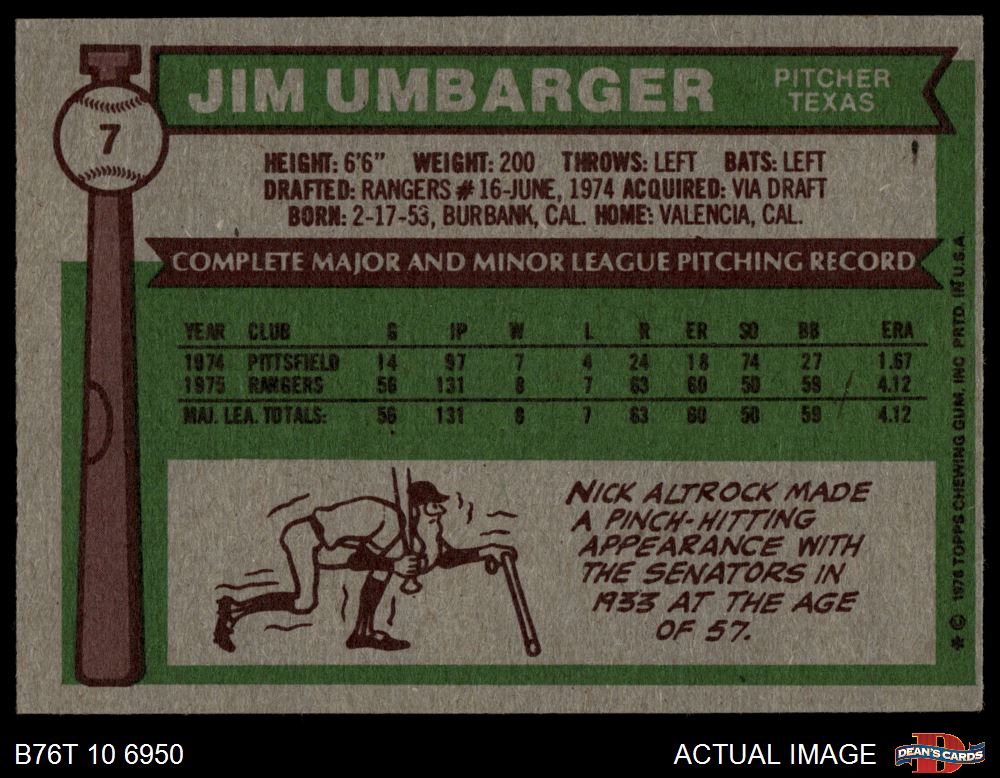 JIM UMBARGER
PITCHER
TEXAS
7
HEIGHT: 6'6" WEIGHT: 200 THROWS: LEFT BATS: LEFT
DRAFTED: RANGERS #16-JUNE, 1974 ACQUIRED: VIA DRAFT
BORN: 2-17-53, BURBANK, CAL. HOME: VALENCIA, CAL.
COMPLETE MAJOR AND MINOR LEAGUE PITCHING RECORD
YEAR CLUB G IP W L R ER SO BB ERA
1974 PITTSFIELD 14 97 7 4 24 18 74 27 1.67
1975 RANGERS 56 131 8 7 63 60 50 59 4.12
MAJ. LEA. TOTALS: 56 131 8 7 63 60 50 59 4.12
NICK ALTROCK MADE
A PINCH-HITTING
APPEARANCE WITH
THE SENATORS IN
1933 AT THE AGE
OF 57.
* © 1976 TOPPS CHEWING GUM, INC. PRTD. IN U.S.A.
B76T 10 6950
ACTUAL IMAGE
D
DEAN'S CARDS